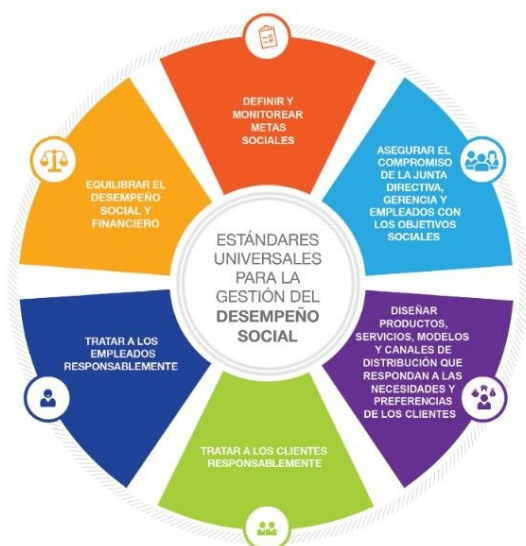 DEFINIR Y
MONITOREAR
METAS
SOCIALES
ASEGURAR EL
COMPROMISO
DE LA JUNTA
DIRECTIVA,
GERENCIA Y
EMPLEADOS CON
LOS OBJETIVOS
SOCIALES
DISEÑAR
PRODUCTOS,
SERVICIOS, MODELOS
Y CANALES DE
DISTRIBUCIÓN QUE
RESPONDAN A LAS
NECESIDADES Y
PREFERENCIAS
DE LOS CLIENTES
TRATAR A LOS CLIENTES
RESPONSABLEMENTE
TRATAR A LOS
EMPLEADOS
RESPONSABLEMENTE
EQUILIBRAR EL
DESEMPEÑO
SOCIAL Y
FINANCIERO
ESTÁNDARES
UNIVERSALES
PARA LA
GESTIÓN DEL
DESEMPEÑO
SOCIAL